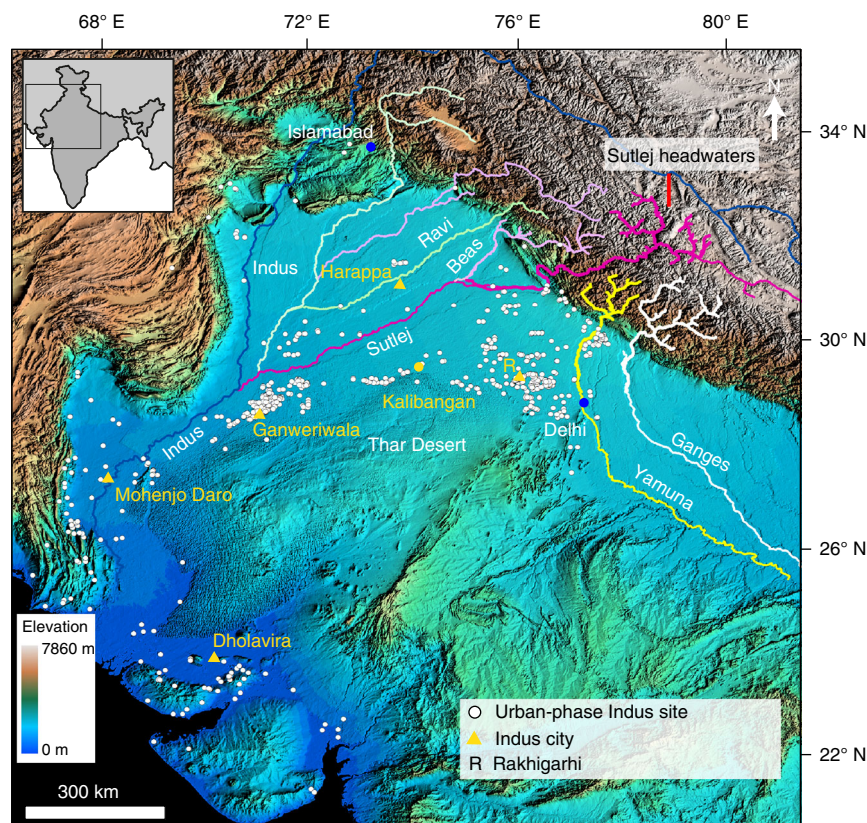 68° E
72° E
76° E
80° E
N
34° N
Islamabad
Sutlej headwaters
Indus
Ravi
Beas
Harappa
30° N
Sutlej
R
Kalibangan
Ganweriwala
Delhi
Indus
Thar Desert
Ganges
Mohenjo Daro
Yamuna
26° N
Elevation
7860 m
0 m
Dholavira
Urban-phase Indus site
Indus city
R Rakhigarhi
22° N
300 km